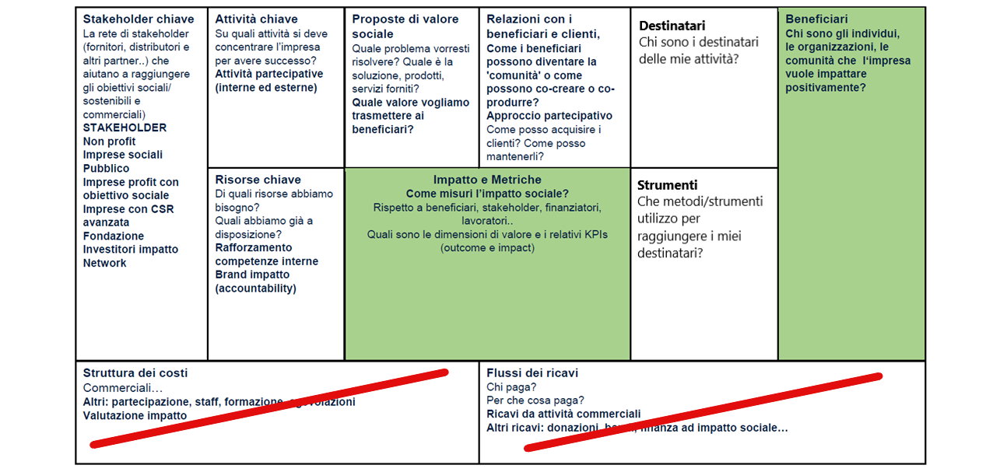 Stakeholder chiave
La rete di stakeholder
(fornitori, distributori e
altri partner..) che
aiutano a raggiungere
gli obiettivi sociali/
sostenibili e
commerciali)
STAKEHOLDER
Non profit
Imprese sociali
Pubblico
Imprese profit con
obiettivo sociale
Imprese con CSR
avanzata
Fondazione
Investitori impatto
Network
Attività chiave
Su quali attività si deve
concentrare l'impresa
per avere successo?
Attività partecipative
(interne ed esterne)
Risorse chiave
Di quali risorse abbiamo
bisogno?
Quali abbiamo già a
disposizione?
Rafforzamento
competenze interne
Brand impatto
(accountability)
Proposte di valore
sociale
Quale problema vorresti
risolvere? Quale è la
soluzione, prodotti,
servizi forniti?
Quale valore vogliamo
trasmettere ai
beneficiari?
Relazioni con i
beneficiari e clienti,
Come i beneficiari
possono diventare la
'comunità' o come
possono co-creare o co-
produrre?
Approccio partecipativo
Come posso acquisire i
clienti? Come posso
mantenerli?
Impatto e Metriche
Come misuri l'impatto sociale?
Rispetto a beneficiari, stakeholder, finanziatori,
lavoratori..
Quali sono le dimensioni di valore e i relativi KPIs
(outcome e impact)
Destinatari
Chi sono i destinatari
delle mie attività?
Strumenti
Che metodi/strumenti
utilizzo per
raggiungere i miei
destinatari?
Beneficiari
Chi sono gli individui,
le organizzazioni, le
comunità che l'impresa
vuole impattare
positivamente?
Struttura dei costi
Commerciali…
Altri: partecipazione, staff, formazione, agevolazioni
Valutazione impatto
Flussi dei ricavi
Chi paga?
Per che cosa paga?
Ricavi da attività commerciali
Altri ricavi: donazioni, finanza ad impatto sociale…